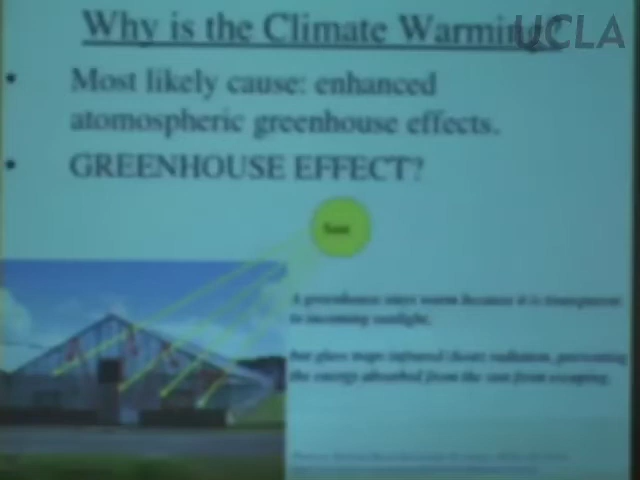 Why is the Climate Warming?
UCLA
• Most likely cause: enhanced
atomospheric greenhouse effects.
• GREENHOUSE EFFECT?
Sun
A greenhouse stays warm because it is transparent
to incoming sunlight,
but glass traps infrared (heat) radiation, preventing
the energy absorbed from the sun from escaping.